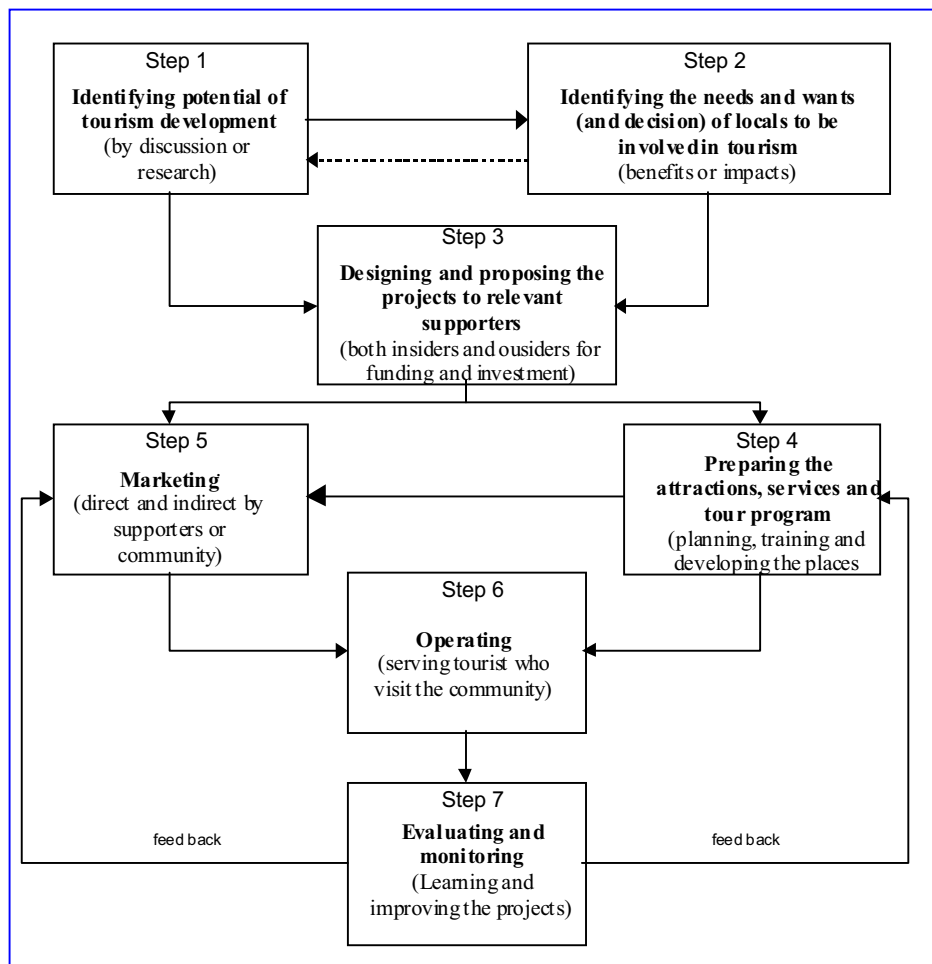 Step 1
Identifying potential of
tourism development
(by discussion or
research)
Step 2
Identifying the needs and wants
(and decision) of locals to be
involved in tourism
(benefits or impacts)
Step 3
Designing and proposing the
projects to relevant
supporters
(both insiders and ousiders for
funding and investment)
Step 5
Marketing
(direct and indirect by
supporters or
community)
Step 4
Preparing the
attractions, services and
tour program
(planning, training and
developing the places
Step 6
Operating
(serving tourist who
visit the community)
Step 7
Evaluating and
monitoring
(Learning and
improving the projects)
feed back
feed back